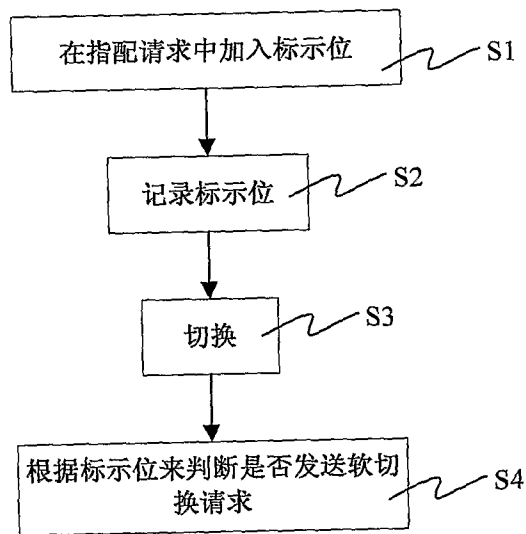 在指配请求中加入标示位
S1
记录标示位
S2
切换
S3
根据标示位来判断是否发送软切
换请求
S4